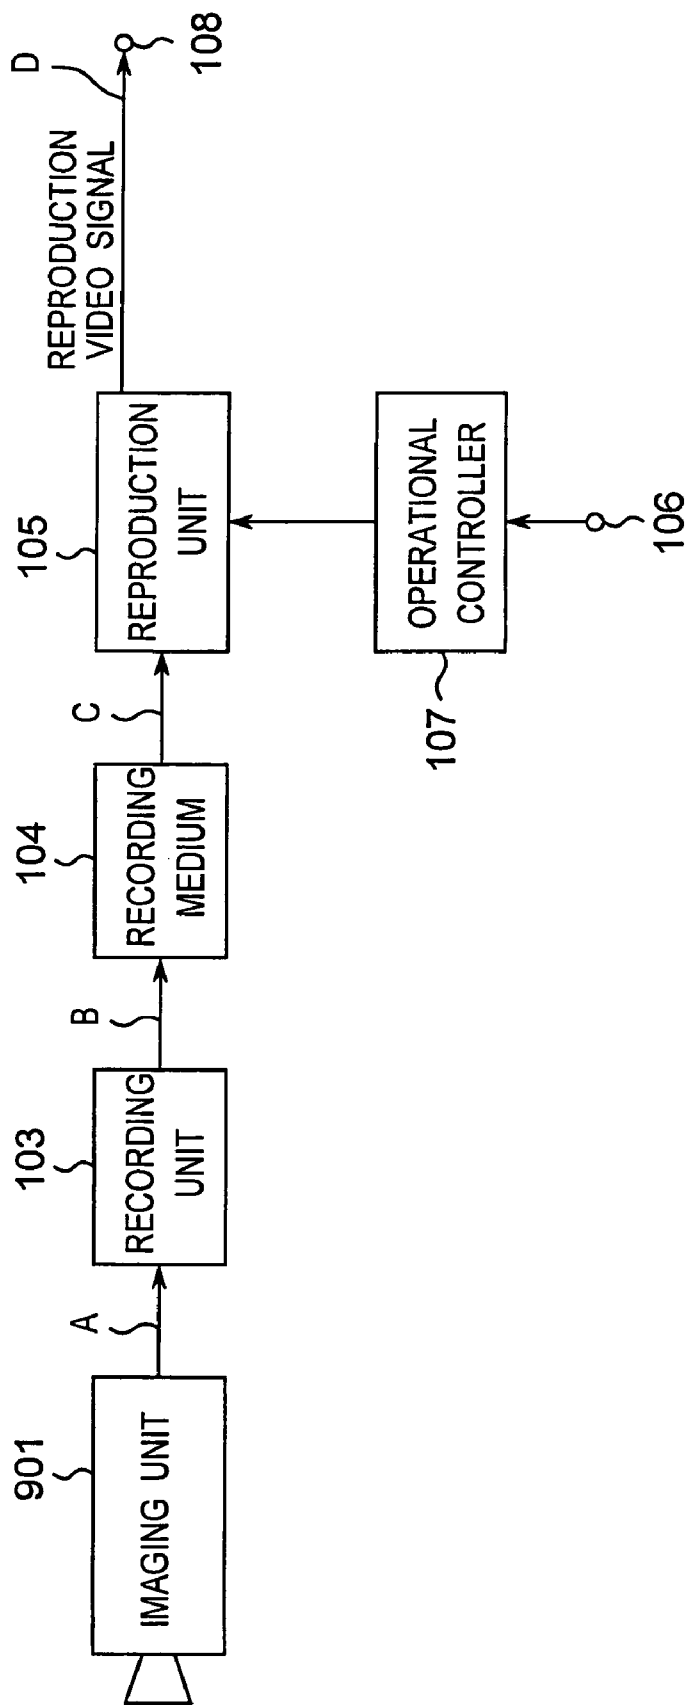 901
IMAGING UNIT
A
103
RECORDING
UNIT
B
104
RECORDING
MEDIUM
C
105
REPRODUCTION
UNIT
REPRODUCTION
VIDEO SIGNAL
D
108
107
OPERATIONAL
CONTROLLER
106